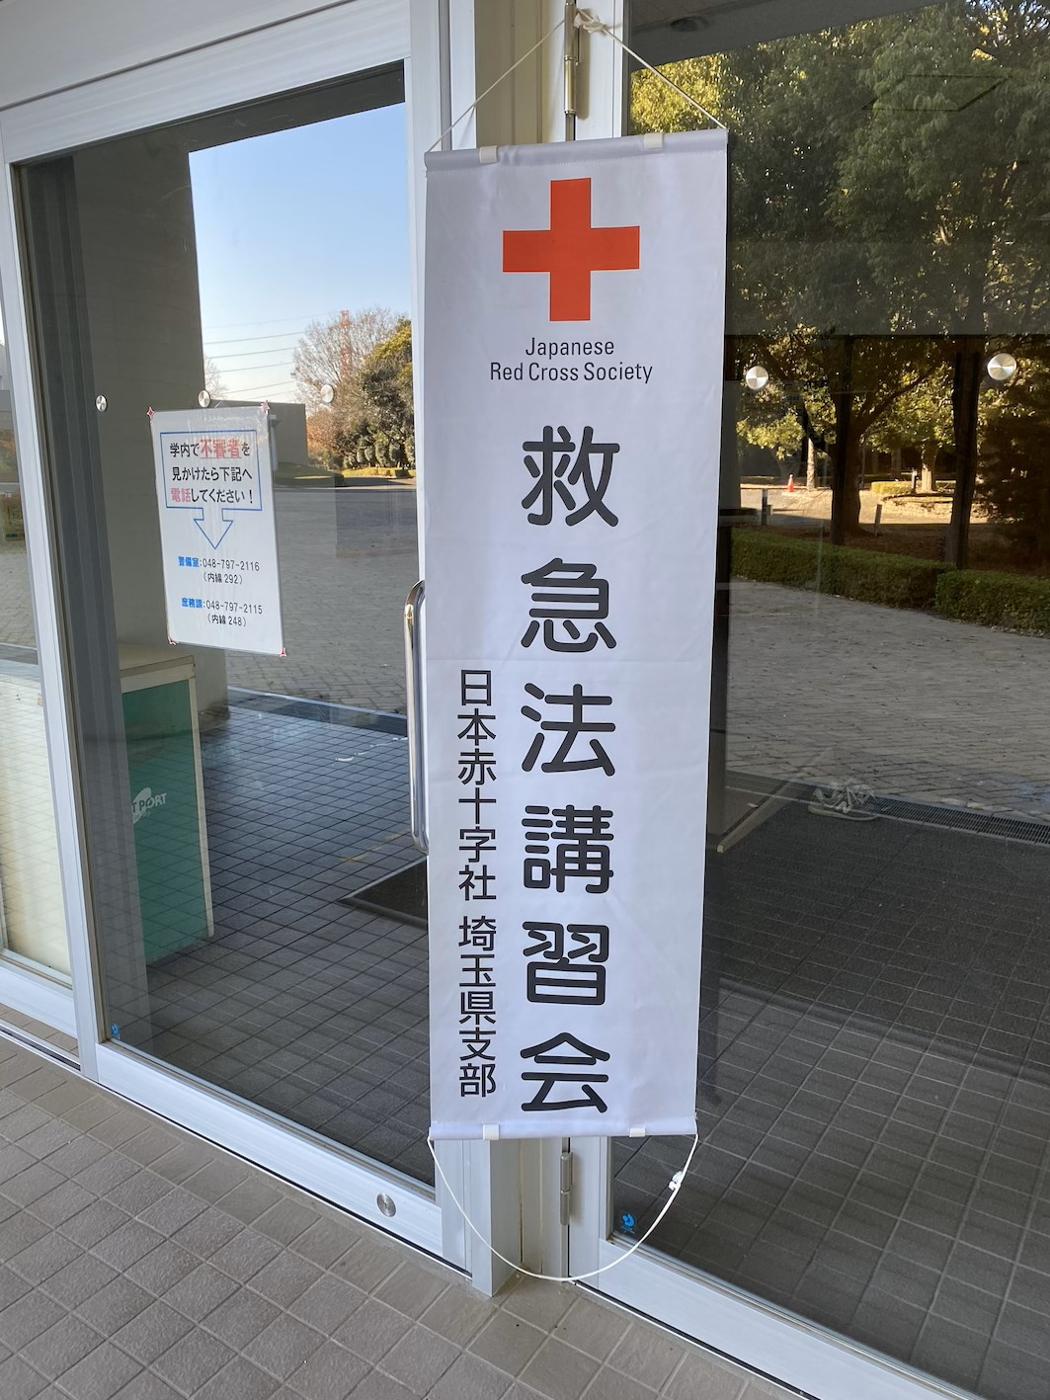 Japanese
Red Cross Society
救急法講習会
日本赤十字社 埼玉県支部
学内で不審者を
見かけたら下記へ
電話してください！
警備室:048-797-2116
（内線 292）
庶務課:048-797-2115
（内線 248）